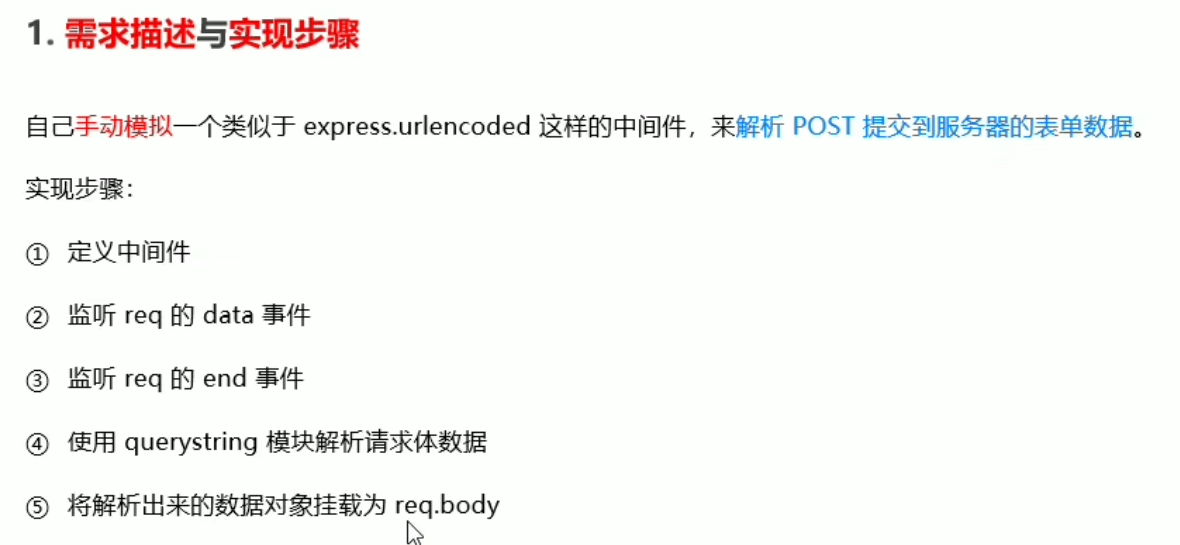 1. 需求描述与实现步骤
自己手动模拟一个类似于 express.urlencoded 这样的中间件，来解析 POST 提交到服务器的表单数据。
实现步骤：
① 定义中间件
② 监听 req 的 data 事件
③ 监听 req 的 end 事件
④ 使用 querystring 模块解析请求体数据
⑤ 将解析出来的数据对象挂载为 req.body